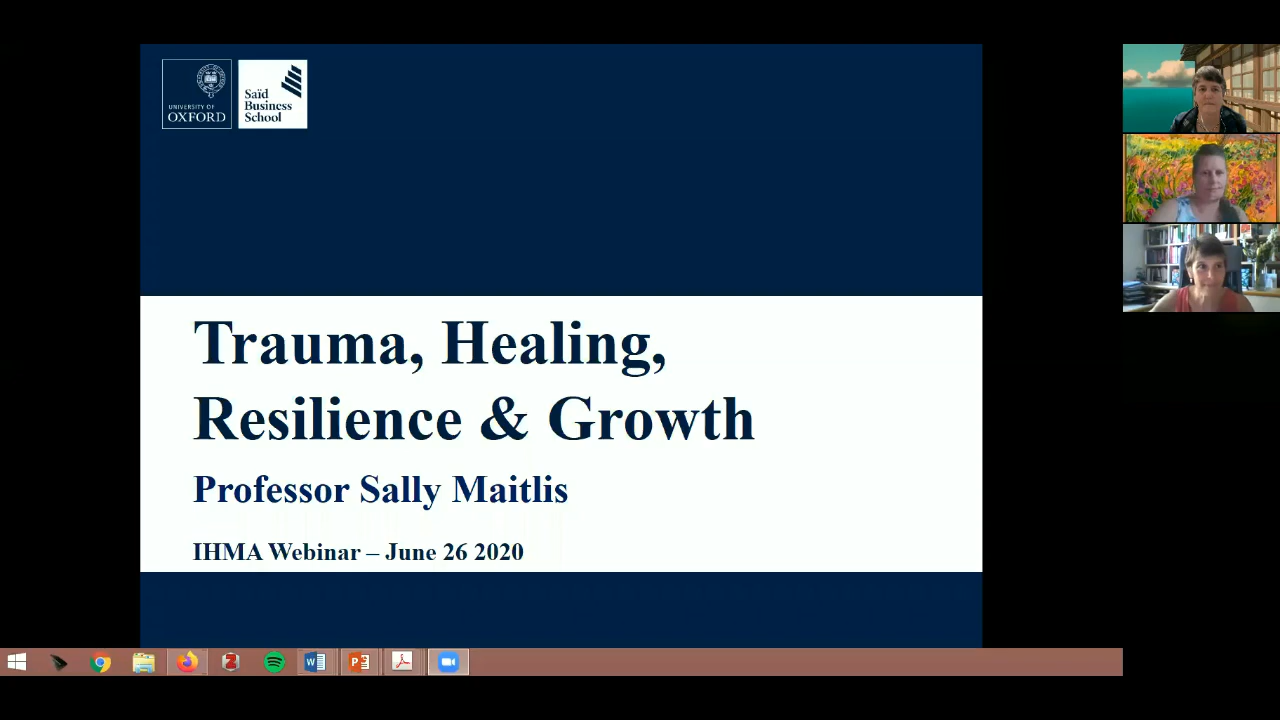 UNIVERSITY OF
OXFORD
Saïd
Business
School
Trauma, Healing,
Resilience & Growth
Professor Sally Maitlis
IHMA Webinar – June 26 2020